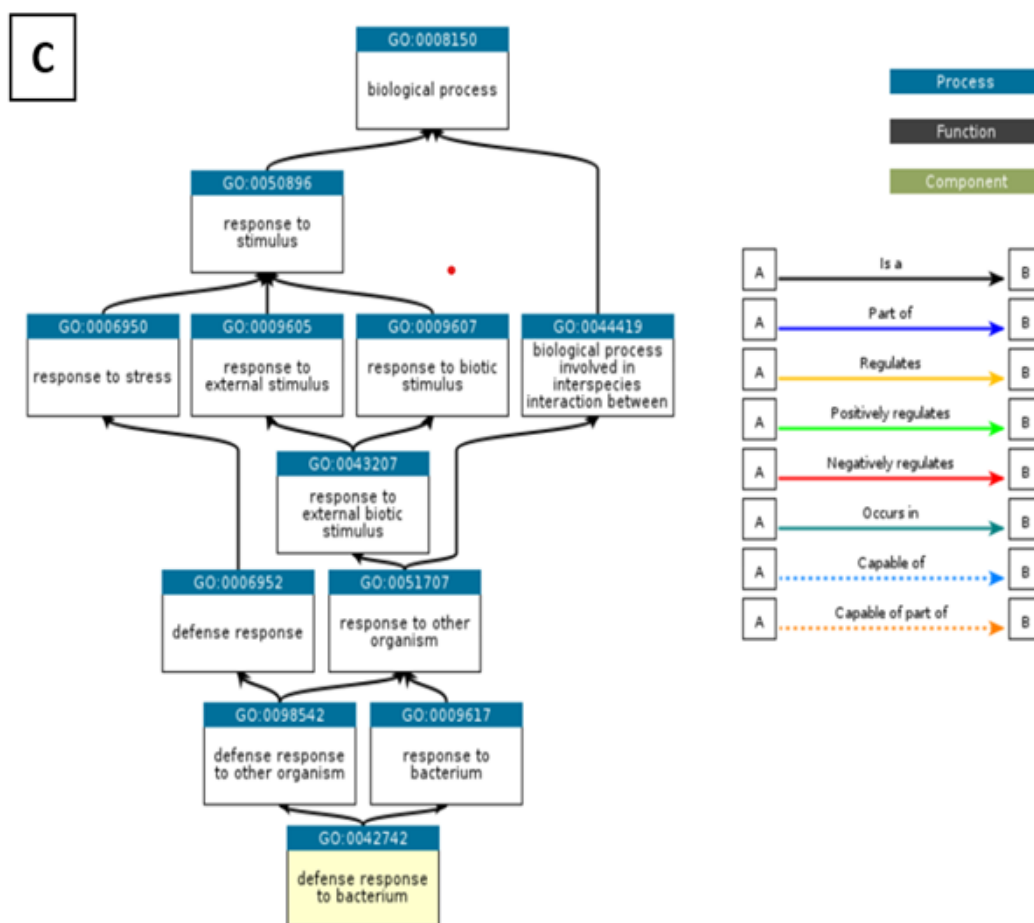 C
GO:0008150
biological process
GO:0050896
response to
stimulus
GO:0006950
response to stress
GO:0009605
response to
external stimulus
GO:0009607
response to biotic
stimulus
GO:0044419
biological process
involved in
interspecies
interaction between
GO:0043207
response to
external biotic
stimulus
GO:0006952
defense response
GO:0051707
response to other
organism
GO:0098542
defense response
to other organism
GO:0009617
response to
bacterium
GO:0042742
defense response
to bacterium
Process
Function
Component
A Is a B
A Part of B
A Regulates B
A Positively regulates B
A Negatively regulates B
A Occurs in B
A Capable of B
A Capable of part of B